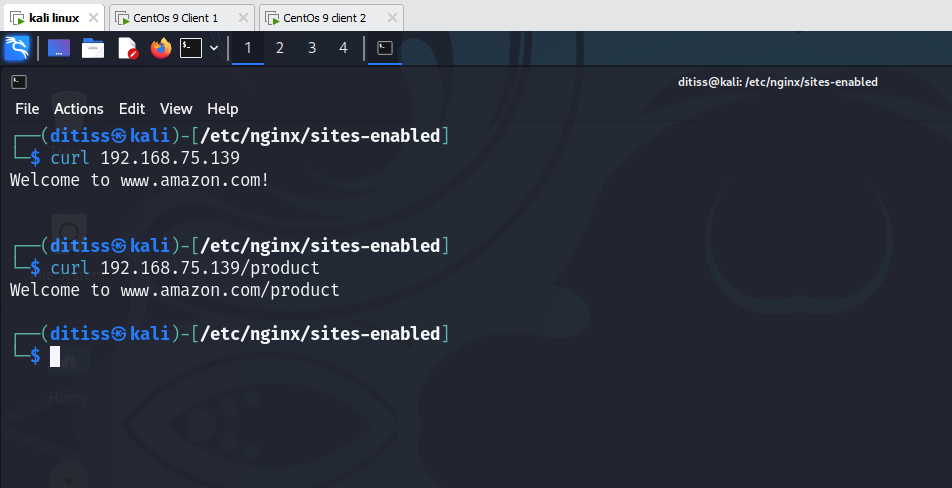 kali linux
CentOs 9 Client 1
CentOs 9 client 2
1 2 3 4
ditiss@kali: /etc/nginx/sites-enabled
File Actions Edit View Help
┌──(ditiss㉿kali)-[/etc/nginx/sites-enabled]
└─$ curl 192.168.75.139
Welcome to www.amazon.com!
┌──(ditiss㉿kali)-[/etc/nginx/sites-enabled]
└─$ curl 192.168.75.139/product
Welcome to www.amazon.com/product
┌──(ditiss㉿kali)-[/etc/nginx/sites-enabled]
└─$
Home